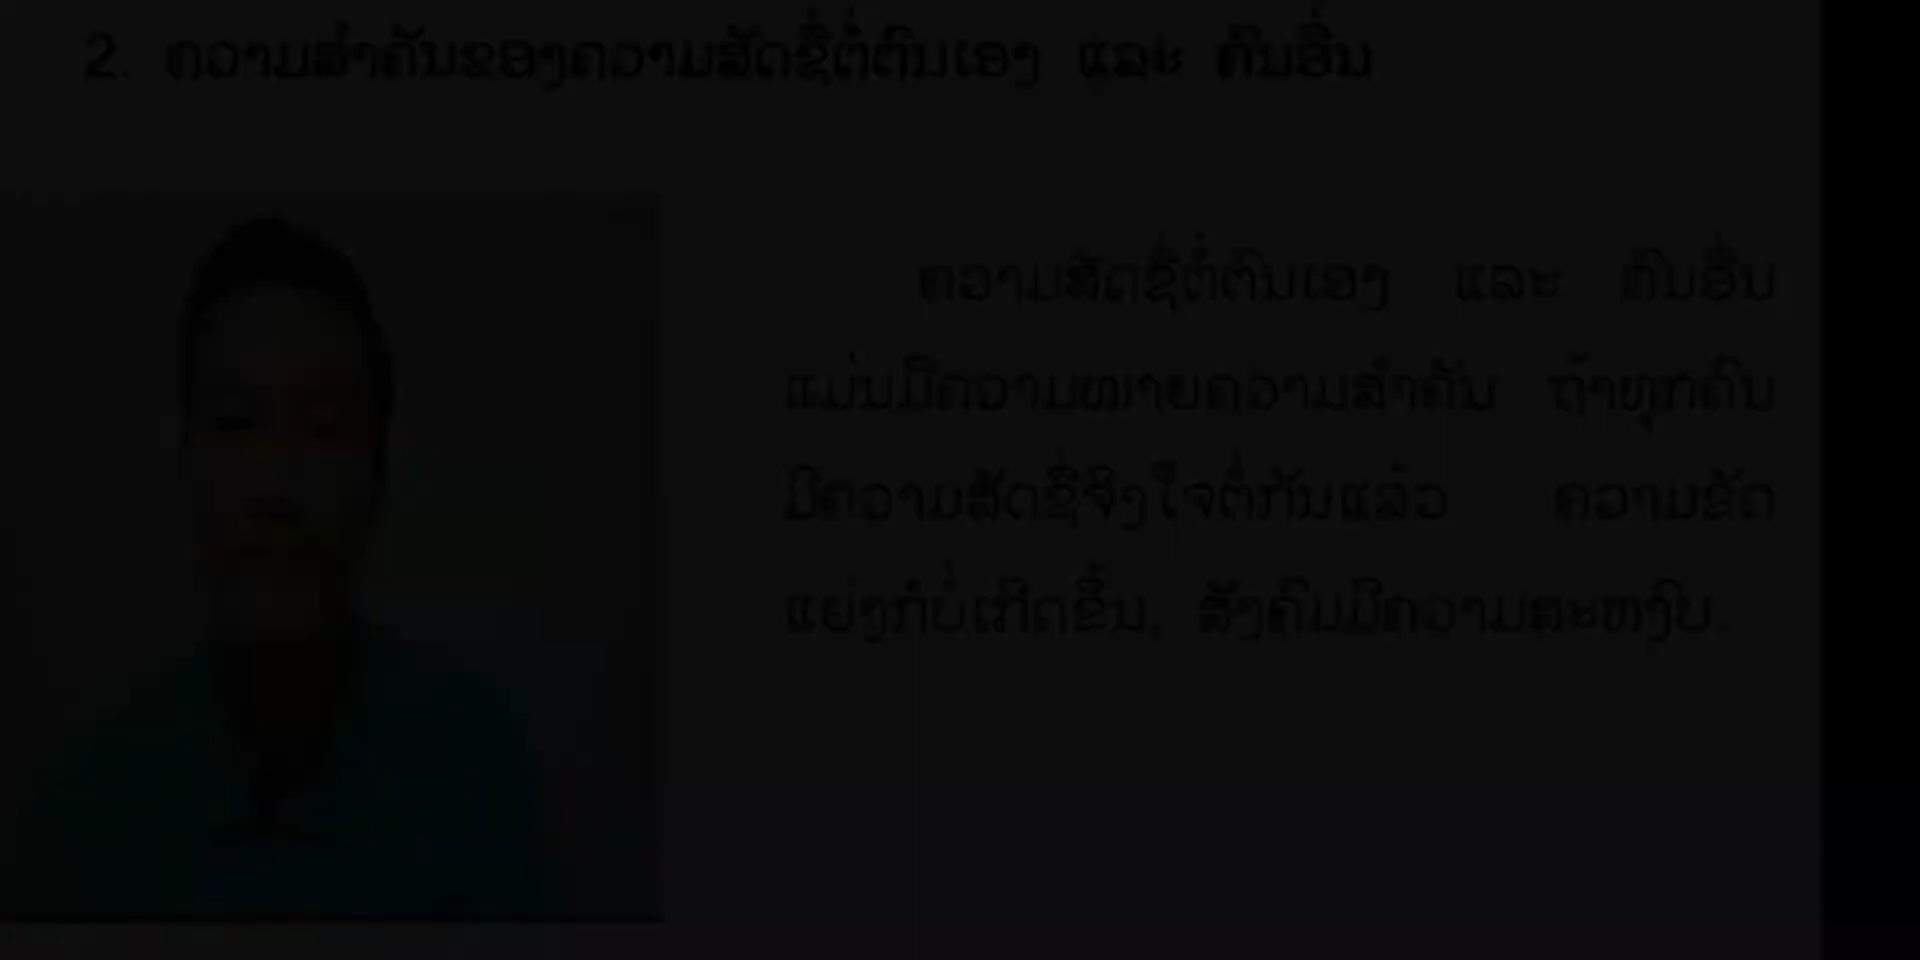 2. ຄວາມສຳຄັນຂອງຄວາມສັດຊື່ຕໍ່ຕົນເອງ ແລະ ຄົນອື່ນ
ຄວາມສັດຊື່ຕໍ່ຕົນເອງ ແລະ ຄົນອື່ນ
ແມ່ນມີຄວາມໝາຍຄວາມສຳຄັນ ຖ້າທຸກຄົນ
ມີຄວາມສັດຊື່ຈິງໃຈຕໍ່ກັນແລ້ວ ຄວາມຂັດ
ແຍ່ງກໍບໍ່ເກີດຂຶ້ນ, ສັງຄົມມີຄວາມສະຫງົບ.